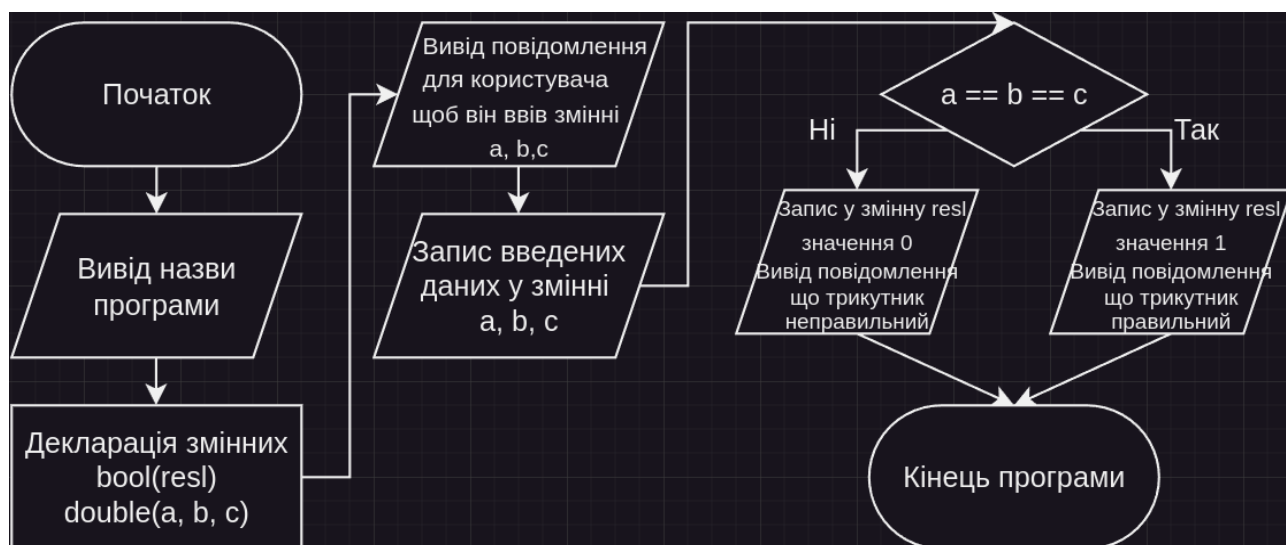 Початок
Вивід назви
програми
Декларація змінних
bool(resl)
double(a, b, c)
Вивід повідомлення
для користувача
щоб він ввів змінні
a, b,c
Запис введених
даних у змінні
a, b, c
a == b == c
Ні
Так
Запис у змінну resl
значення 0
Вивід повідомлення
що трикутник
неправильний
Запис у змінну resl
значення 1
Вивід повідомлення
що трикутник
правильний
Кінець програми